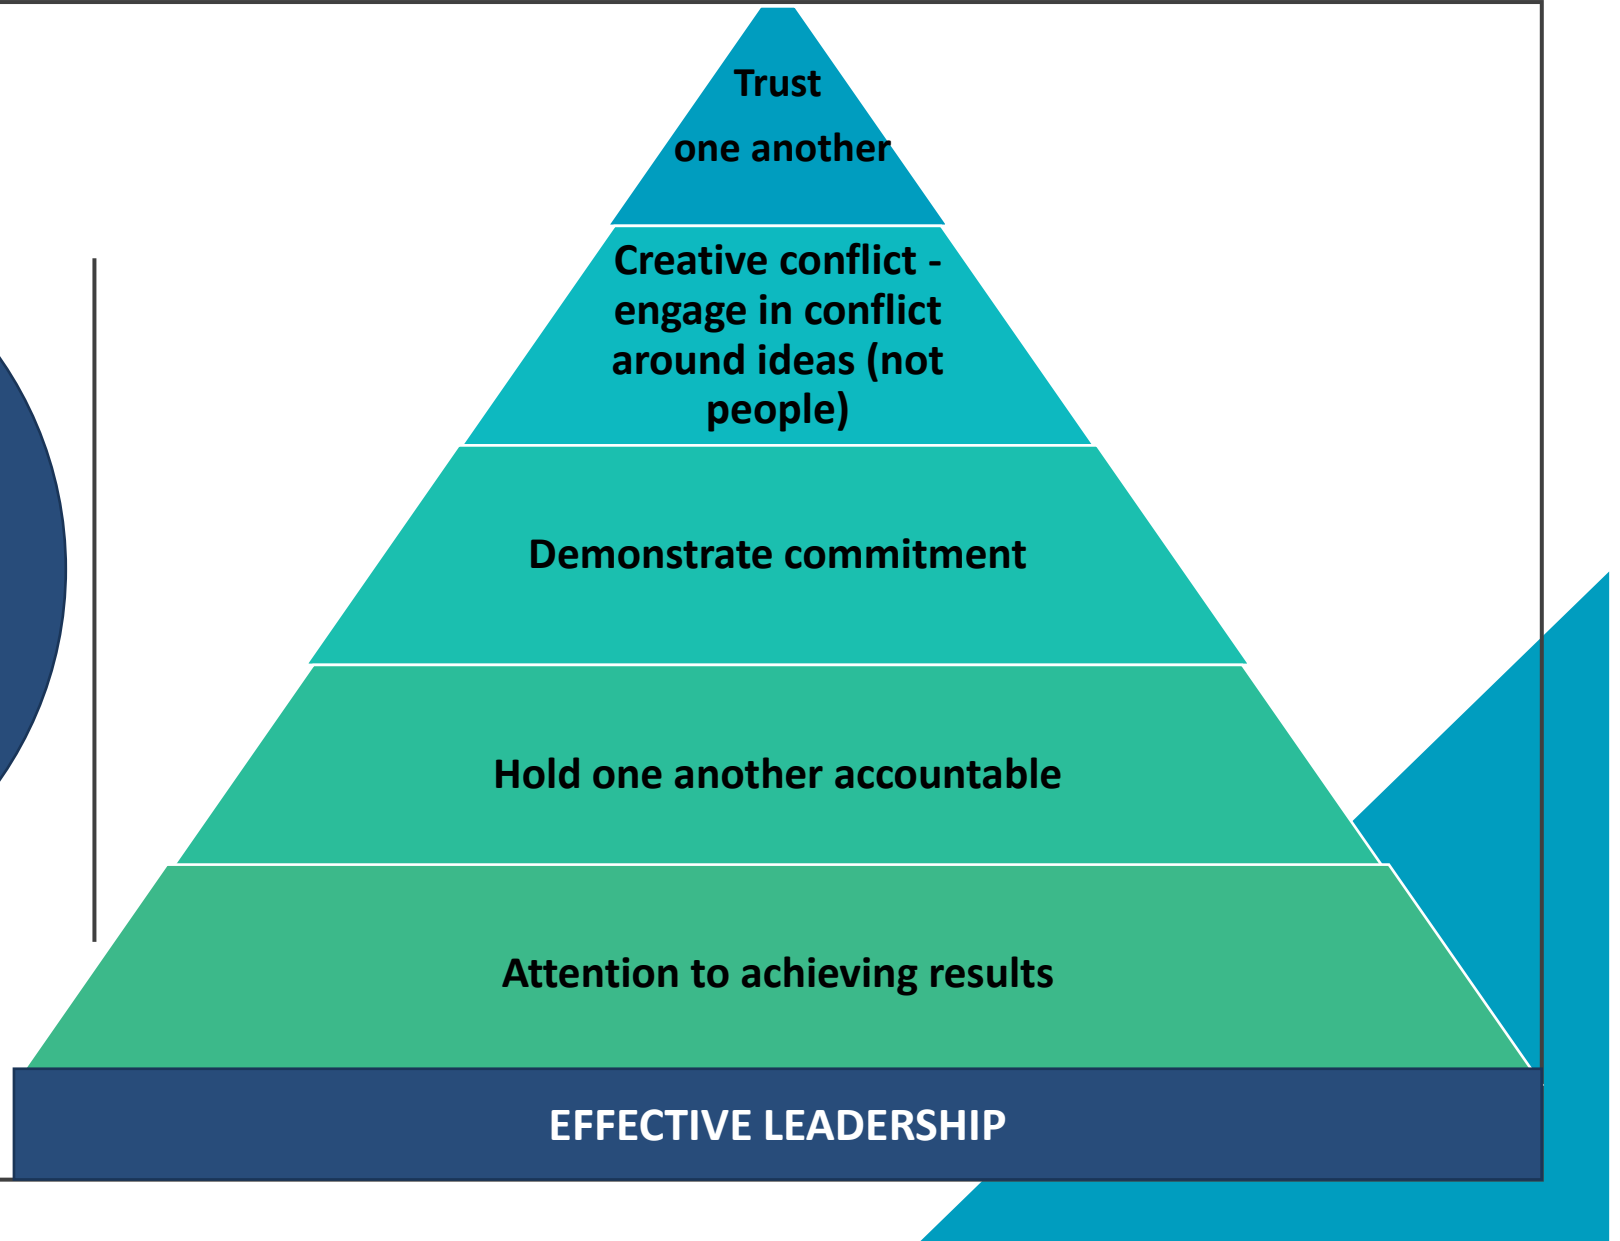 Trust
one another
Creative conflict -
engage in conflict
around ideas (not
people)
Demonstrate commitment
Hold one another accountable
Attention to achieving results
EFFECTIVE LEADERSHIP